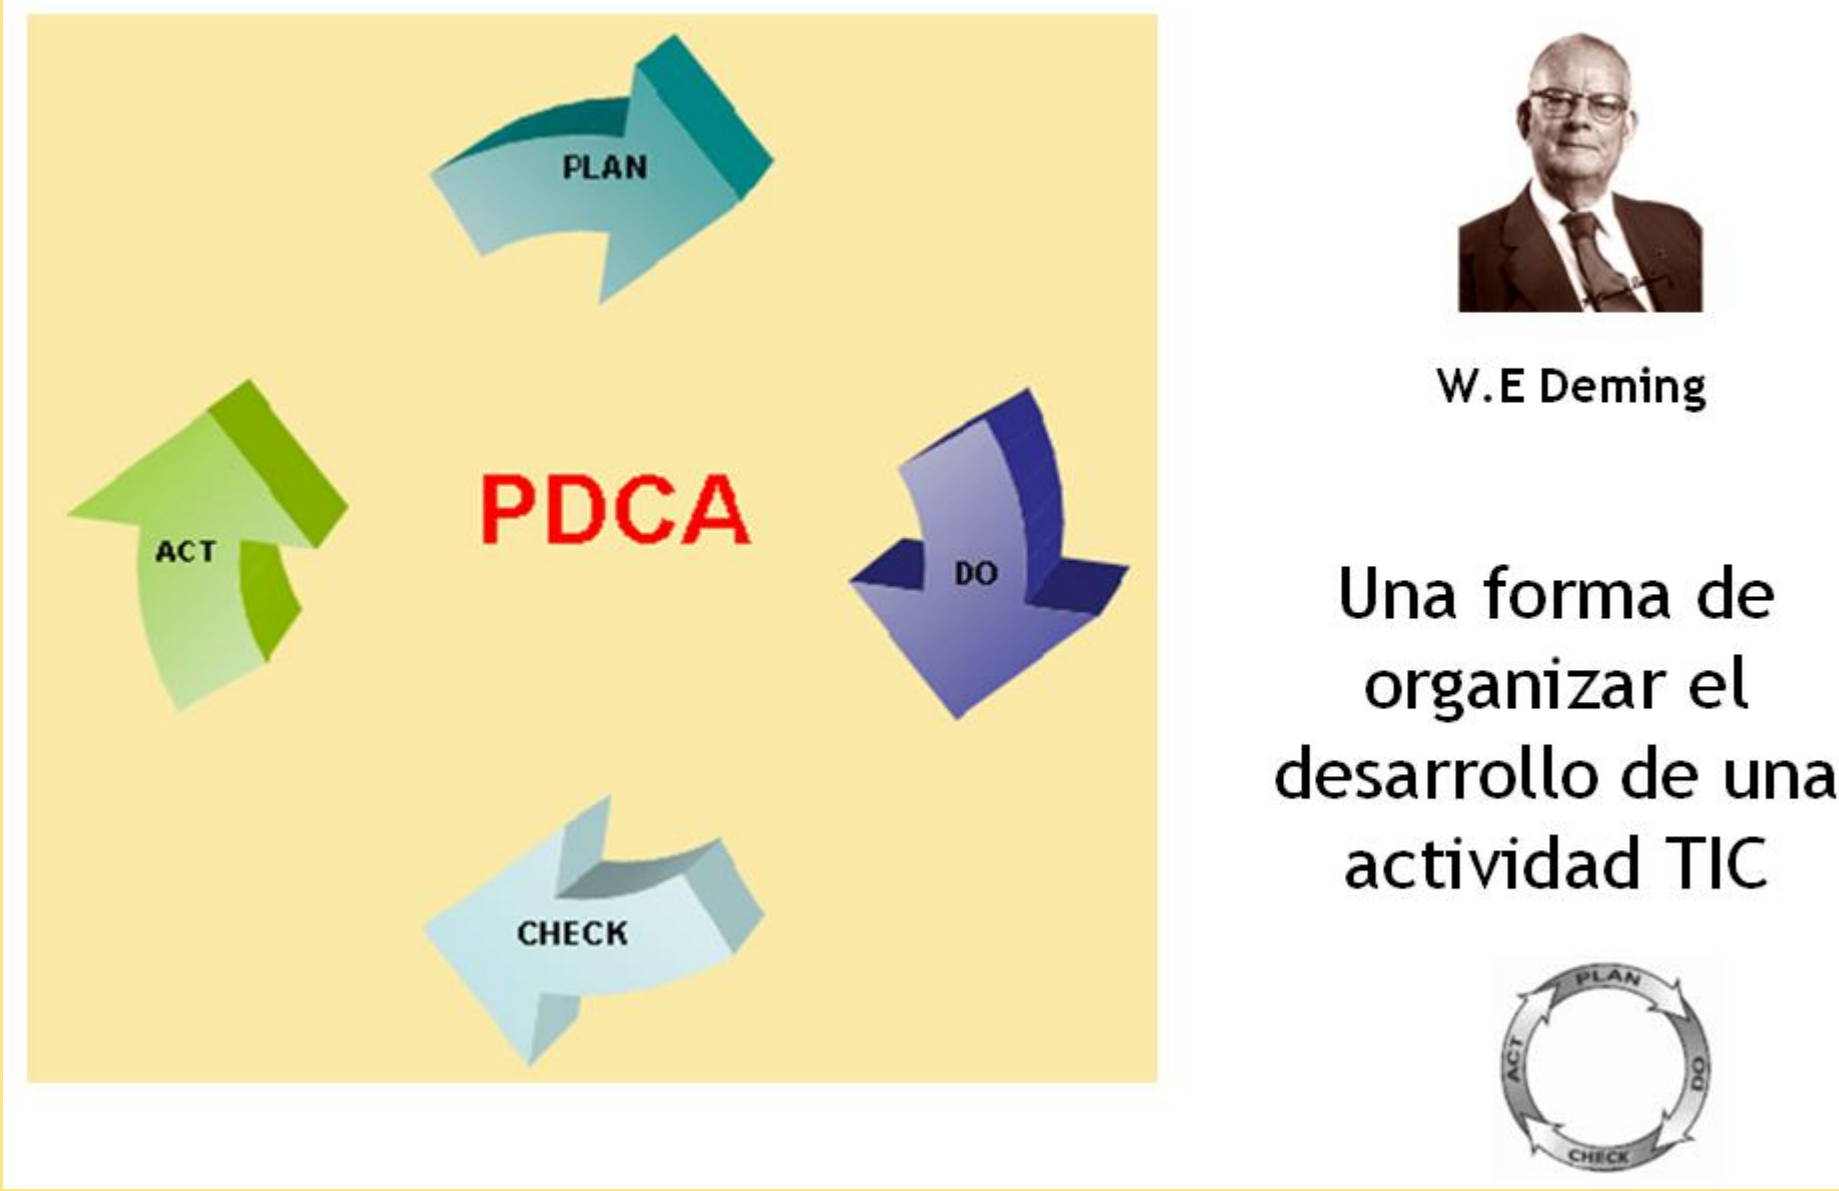 PLAN
ACT
PDCA
DO
CHECK
W.E Deming
Una forma de
organizar el
desarrollo de una
actividad TIC
PLAN
ACT
DO
CHECK